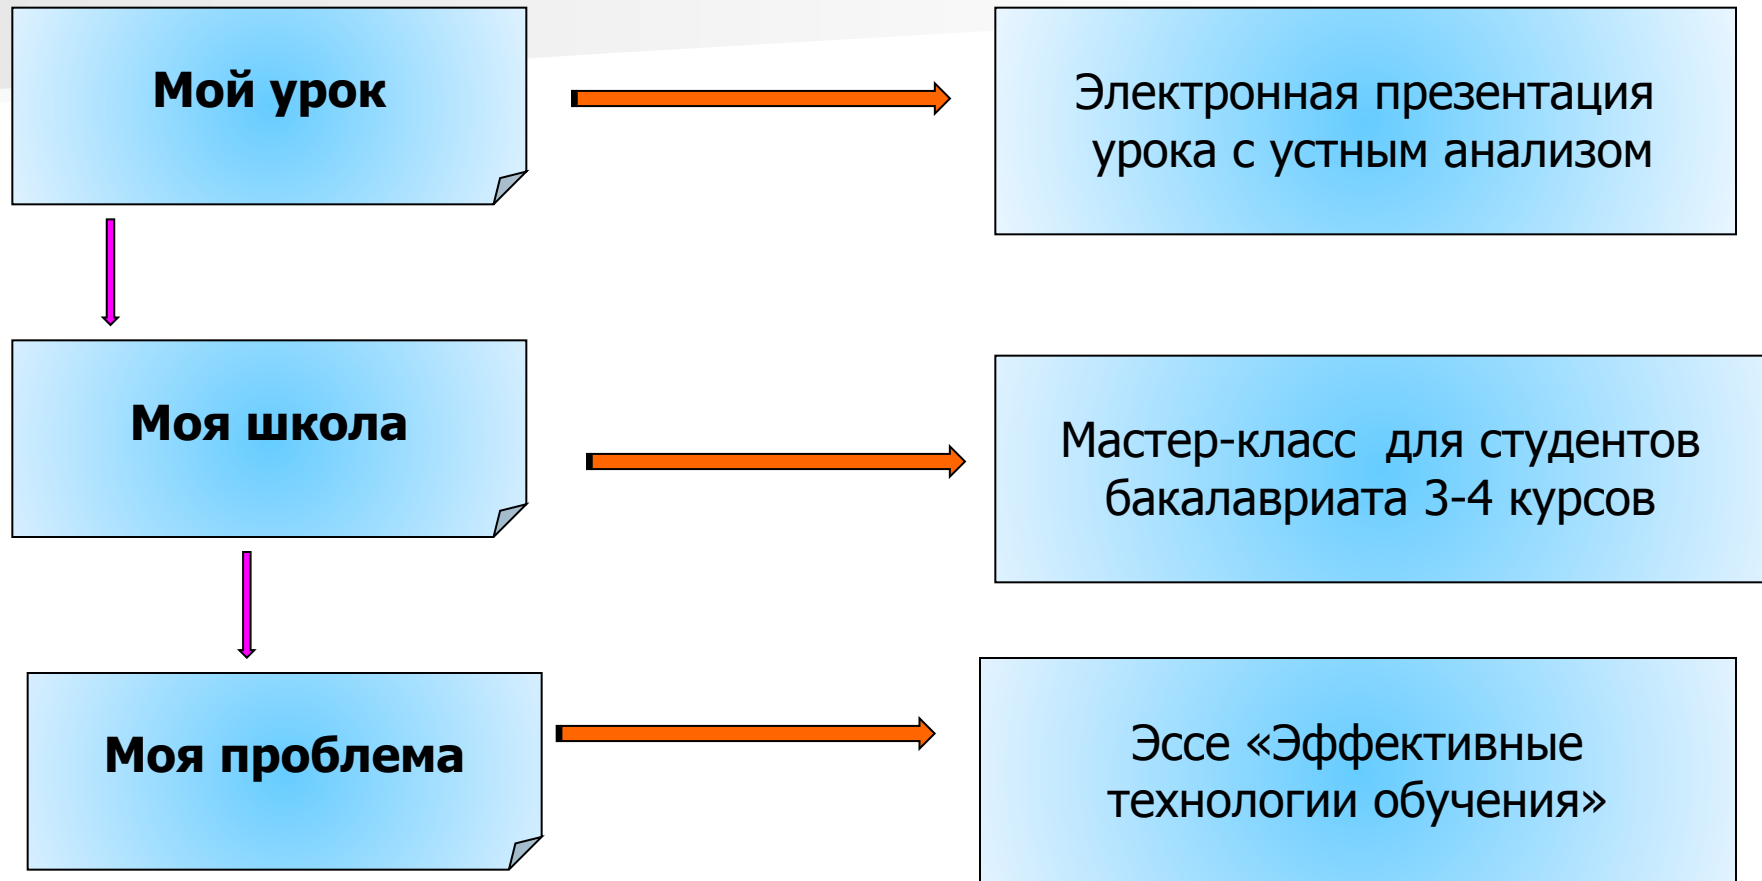 Мой урок
Электронная презентация
урока с устным анализом
Моя школа
Мастер-класс для студентов
бакалавриата 3-4 курсов
Моя проблема
Эссе «Эффективные
технологии обучения»